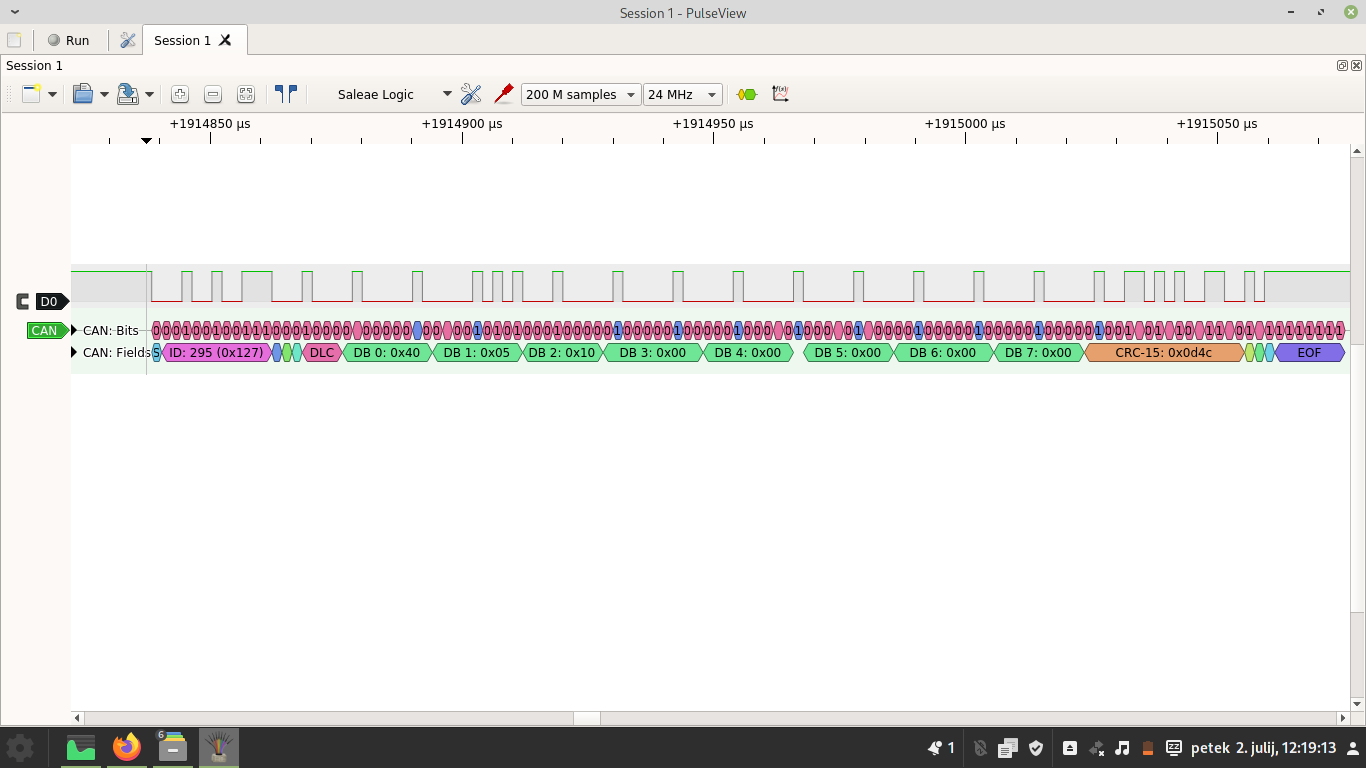 Session 1 - PulseView
Run
Session 1
Session 1
Saleae Logic
200 M samples
24 MHz
+1914850 µs +1914900 µs +1914950 µs +1915000 µs +1915050 µs
D0
CAN CAN: Bits
CAN: Fields S ID: 295 (0x127) DLC DB 0: 0x40 DB 1: 0x05 DB 2: 0x10 DB 3: 0x00 DB 4: 0x00 DB 5: 0x00 DB 6: 0x00 DB 7: 0x00 CRC-15: 0x0d4c EOF
6
1
petek 2. julij, 12:19:13